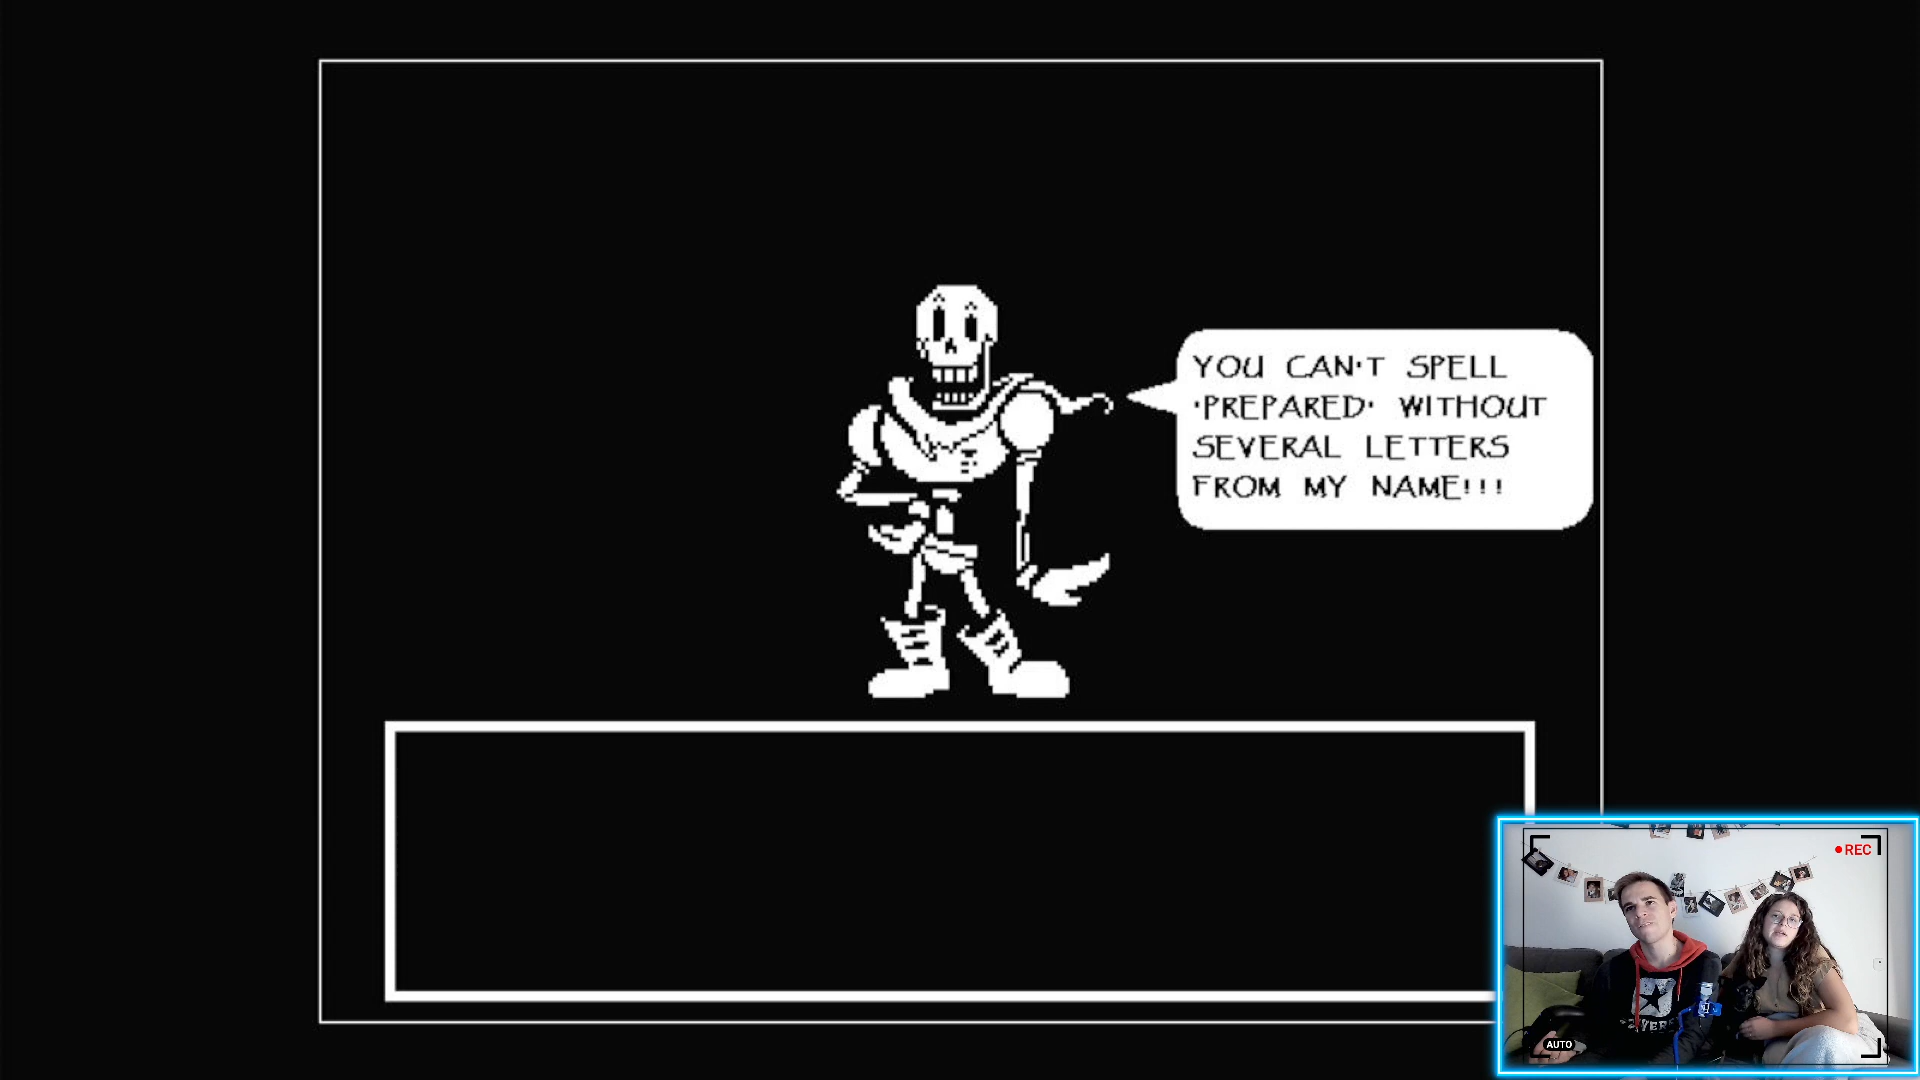 YOU CAN'T SPELL
'PREPARED' WITHOUT
SEVERAL LETTERS
FROM MY NAME!!!
REC
AUTO